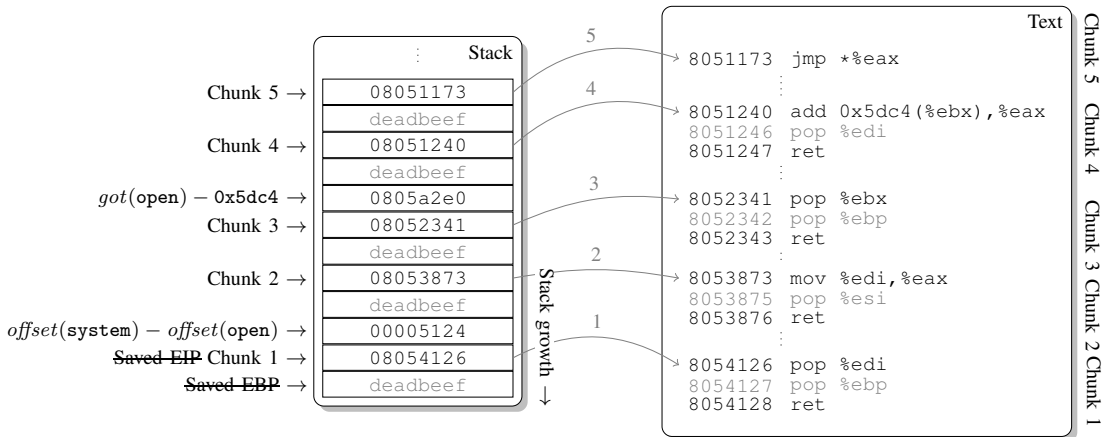 Stack
⋮
Chunk 5 → 08051173
deadbeef
Chunk 4 → 08051240
deadbeef
got(open) − 0x5dc4 → 0805a2e0
Chunk 3 → 08052341
deadbeef
Chunk 2 → 08053873
deadbeef
offset(system) − offset(open) → 00005124
Saved EIP Chunk 1 → 08054126
Saved EBP → deadbeef
Stack growth →
5
4
3
2
1
Text
8051173 jmp *%eax
⋮
8051240 add 0x5dc4(%ebx),%eax
8051246 pop %edi
8051247 ret
⋮
8052341 pop %ebx
8052342 pop %ebp
8052343 ret
⋮
8053873 mov %edi,%eax
8053875 pop %esi
8053876 ret
⋮
8054126 pop %edi
8054127 pop %ebp
8054128 ret
Chunk 5
Chunk 4
Chunk 3
Chunk 2
Chunk 1